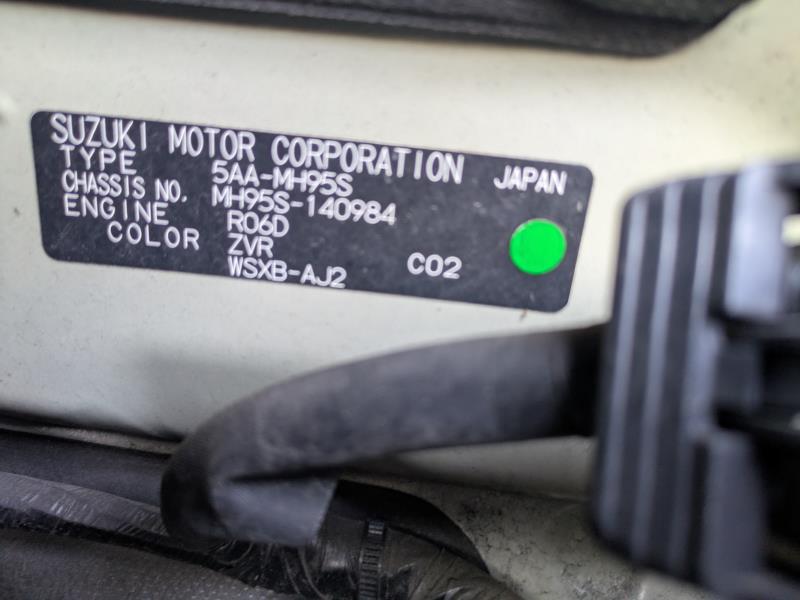 SUZUKI MOTOR CORPORATION JAPAN
TYPE 5AA-MH95S
CHASSIS NO. MH95S-140984
ENGINE R06D
COLOR ZVR
WSXB-AJ2 C02